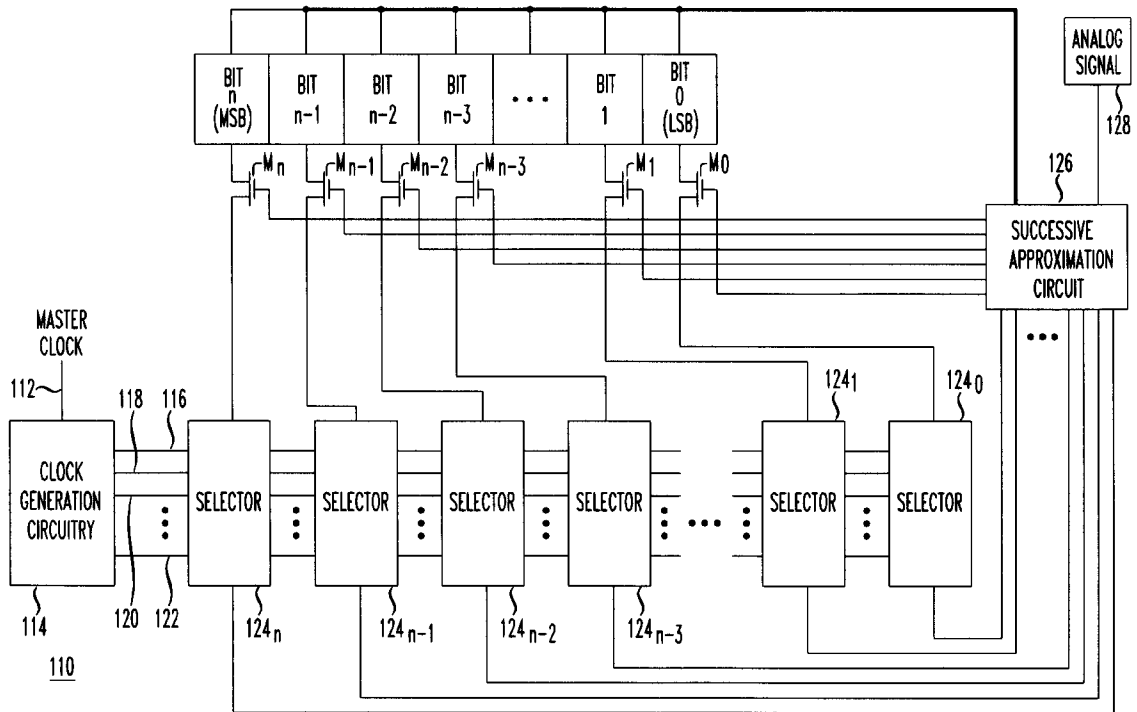 BIT n (MSB)
BIT n-1
BIT n-2
BIT n-3
• • •
BIT 1
BIT 0 (LSB)
ANALOG SIGNAL
128
Mn
Mn-1
Mn-2
Mn-3
M1
M0
126
SUCCESSIVE APPROXIMATION CIRCUIT
MASTER CLOCK
112
118
116
124₁
124₀
CLOCK GENERATION CIRCUITRY
SELECTOR
SELECTOR
SELECTOR
SELECTOR
SELECTOR
SELECTOR
114
120
122
124n
124n-1
124n-2
124n-3
110